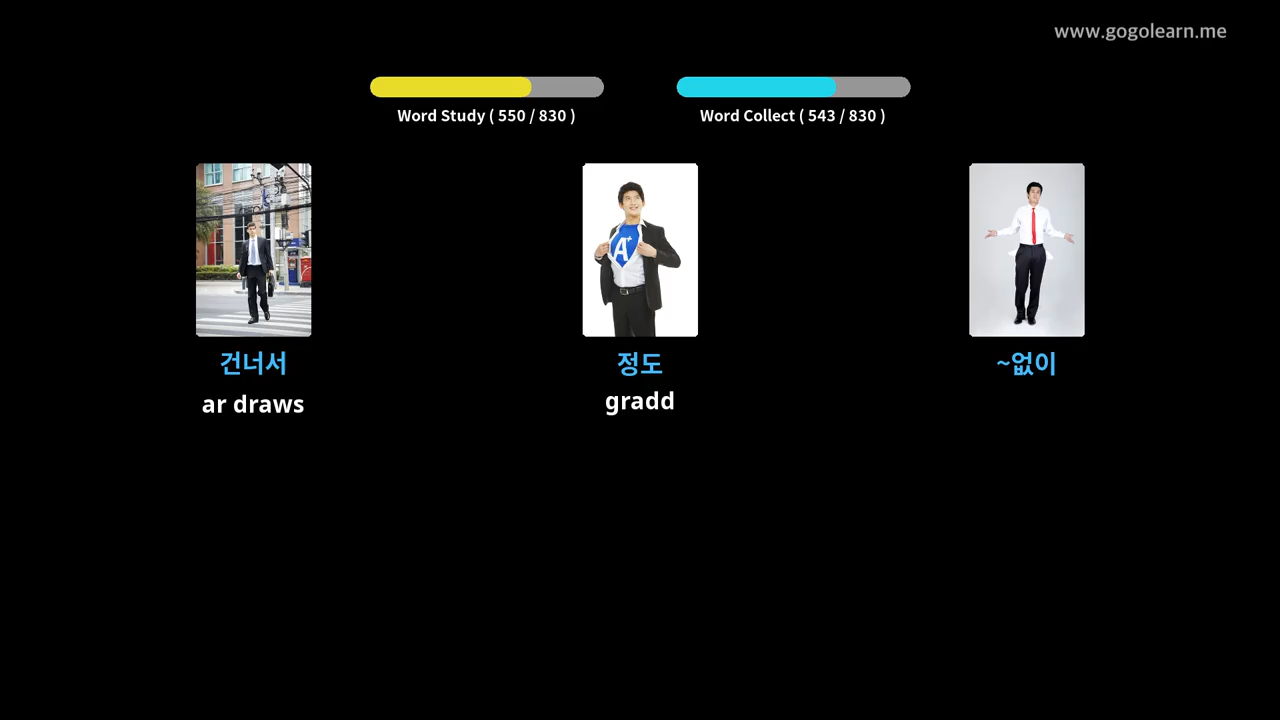 www.gogolearn.me
Word Study ( 550 / 830 )
Word Collect ( 543 / 830 )
A+
건너서
정도
~없이
ar draws
gradd